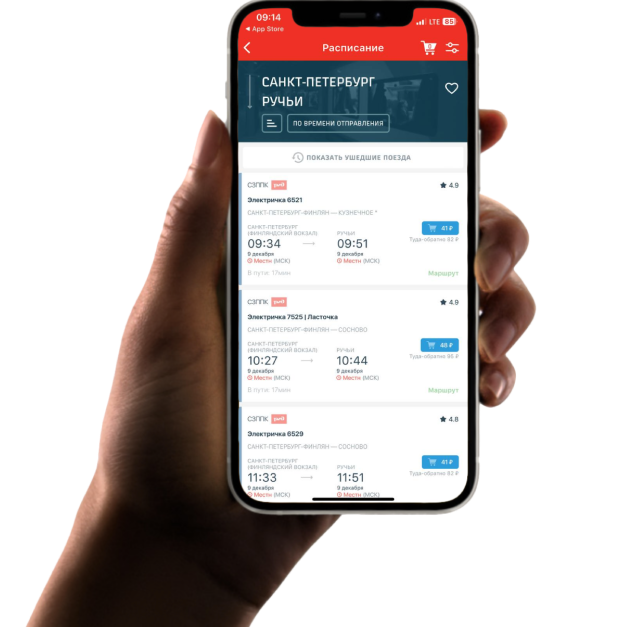 09:14
LTE 85
◀ App Store
Расписание
0
САНКТ-ПЕТЕРБУРГ
РУЧЬИ
ПО ВРЕМЕНИ ОТПРАВЛЕНИЯ
ПОКАЗАТЬ УШЕДШИЕ ПОЕЗДА
СЗППК
4.9
Электричка 6521
САНКТ-ПЕТЕРБУРГ-ФИНЛЯН — КУЗНЕЧНОЕ *
САНКТ-ПЕТЕРБУРГ
(ФИНЛЯНДСКИЙ ВОКЗАЛ) РУЧЬИ
41 ₽
09:34 → 09:51
Туда-обратно 82 ₽
9 декабря 9 декабря
Местн (МСК) Местн (МСК)
В пути: 17мин Маршрут
СЗППК
4.9
Электричка 7525 | Ласточка
САНКТ-ПЕТЕРБУРГ-ФИНЛЯН — СОСНОВО
САНКТ-ПЕТЕРБУРГ
(ФИНЛЯНДСКИЙ ВОКЗАЛ) РУЧЬИ
48 ₽
10:27 → 10:44
Туда-обратно 96 ₽
9 декабря 9 декабря
Местн (МСК) Местн (МСК)
В пути: 17мин Маршрут
СЗППК
4.8
Электричка 6529
САНКТ-ПЕТЕРБУРГ-ФИНЛЯН — СОСНОВО
САНКТ-ПЕТЕРБУРГ
(ФИНЛЯНДСКИЙ ВОКЗАЛ) РУЧЬИ
41 ₽
11:33 → 11:51
Туда-обратно 82 ₽
9 декабря 9 декабря
Местн (МСК) Местн (МСК)